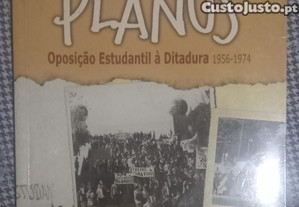 CustoJusto.pt
PLANOS
Oposição Estudantil à Ditadura 1956-1974